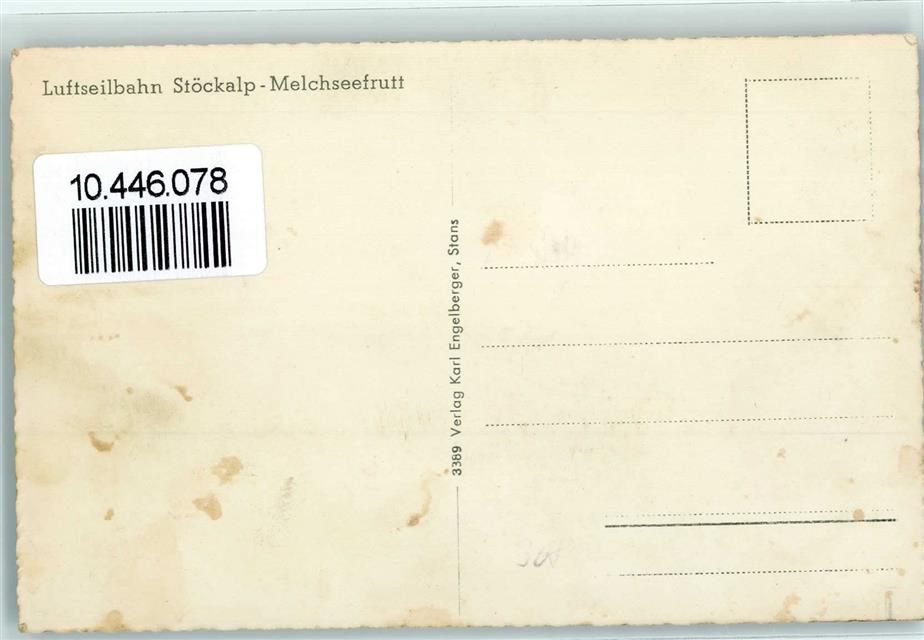 Luftseilbahn Stöckalp - Melchseefrutt
10.446.078
3389 Verlag Karl Engelberger, Stans